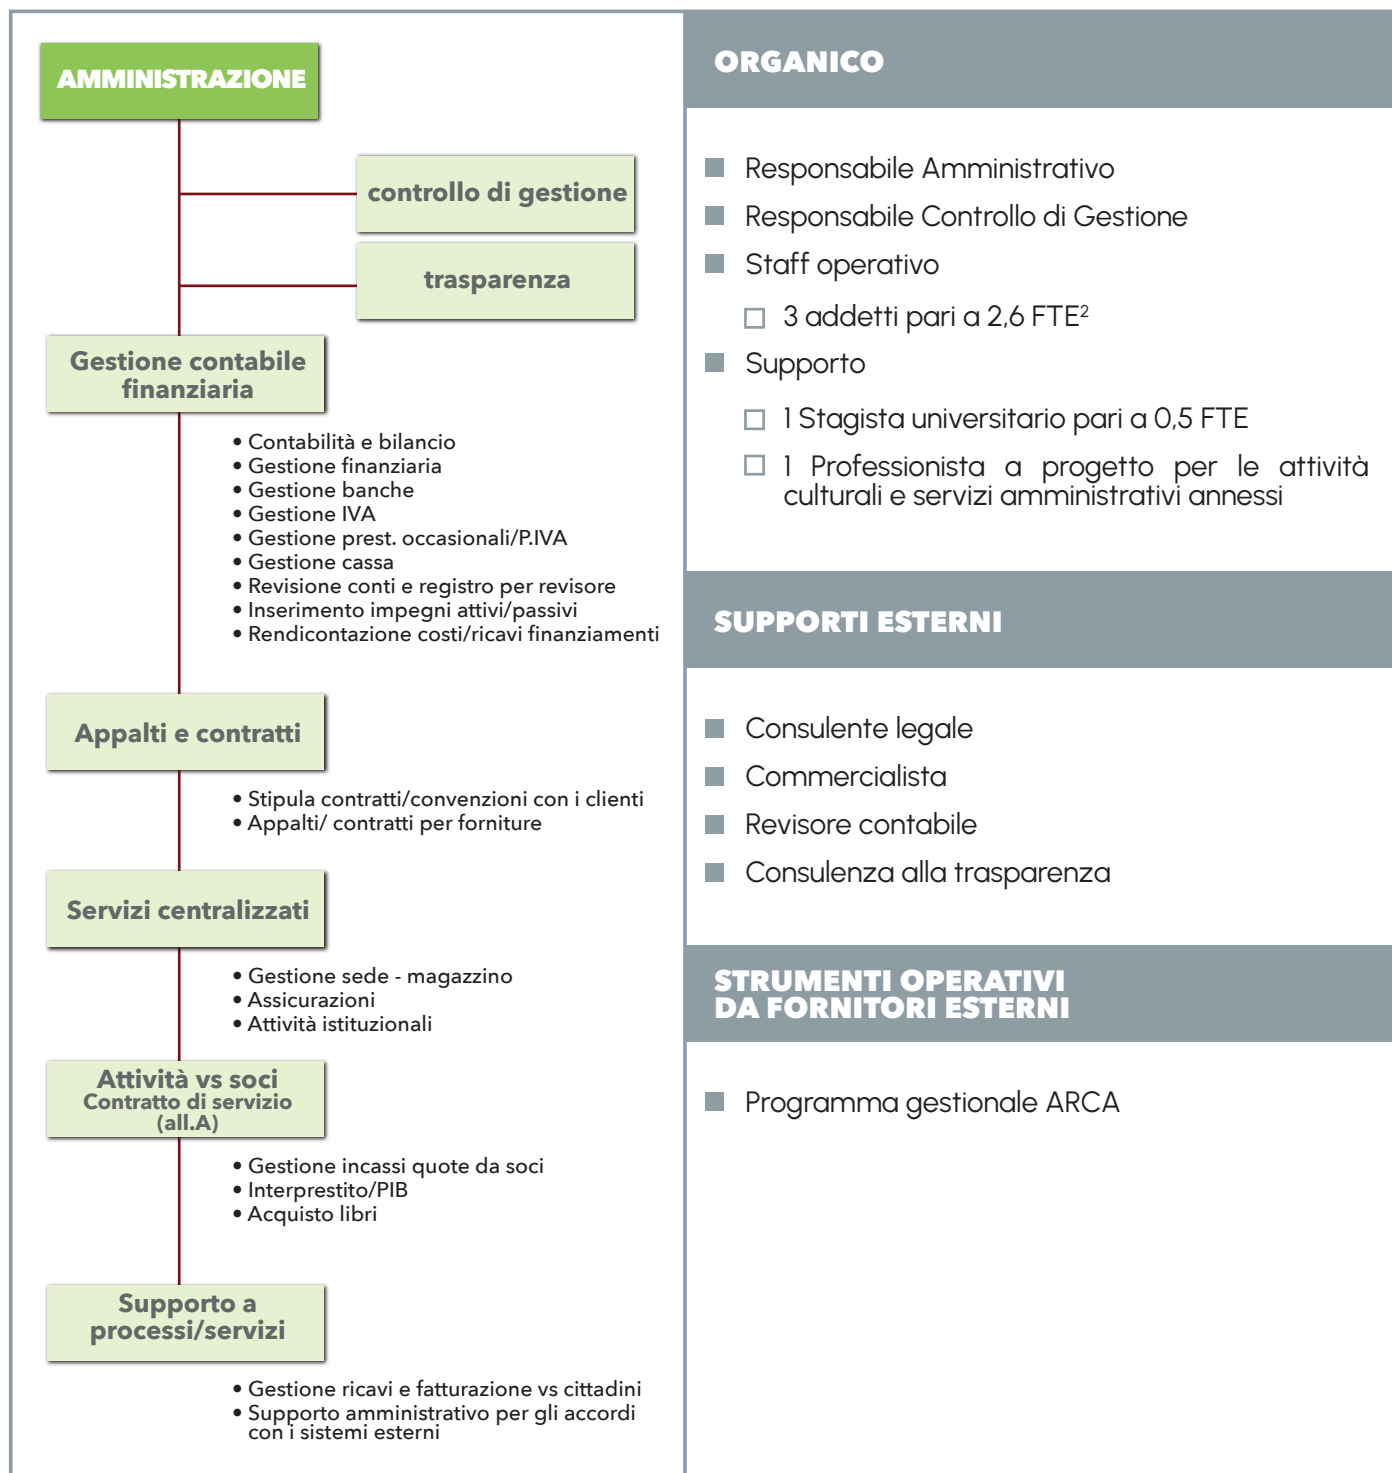 AMMINISTRAZIONE
controllo di gestione
trasparenza
Gestione contabile
finanziaria
• Contabilità e bilancio
• Gestione finanziaria
• Gestione banche
• Gestione IVA
• Gestione prest. occasionali/P.IVA
• Gestione cassa
• Revisione conti e registro per revisore
• Inserimento impegni attivi/passivi
• Rendicontazione costi/ricavi finanziamenti
Appalti e contratti
• Stipula contratti/convenzioni con i clienti
• Appalti/ contratti per forniture
Servizi centralizzati
• Gestione sede - magazzino
• Assicurazioni
• Attività istituzionali
Attività vs soci
Contratto di servizio
(all.A)
• Gestione incassi quote da soci
• Interprestito/PIB
• Acquisto libri
Supporto a
processi/servizi
• Gestione ricavi e fatturazione vs cittadini
• Supporto amministrativo per gli accordi
con i sistemi esterni
ORGANICO
Responsabile Amministrativo
Responsabile Controllo di Gestione
Staff operativo
3 addetti pari a 2,6 FTE²
Supporto
1 Stagista universitario pari a 0,5 FTE
1 Professionista a progetto per le attività
culturali e servizi amministrativi annessi
SUPPORTI ESTERNI
Consulente legale
Commercialista
Revisore contabile
Consulenza alla trasparenza
STRUMENTI OPERATIVI
DA FORNITORI ESTERNI
Programma gestionale ARCA